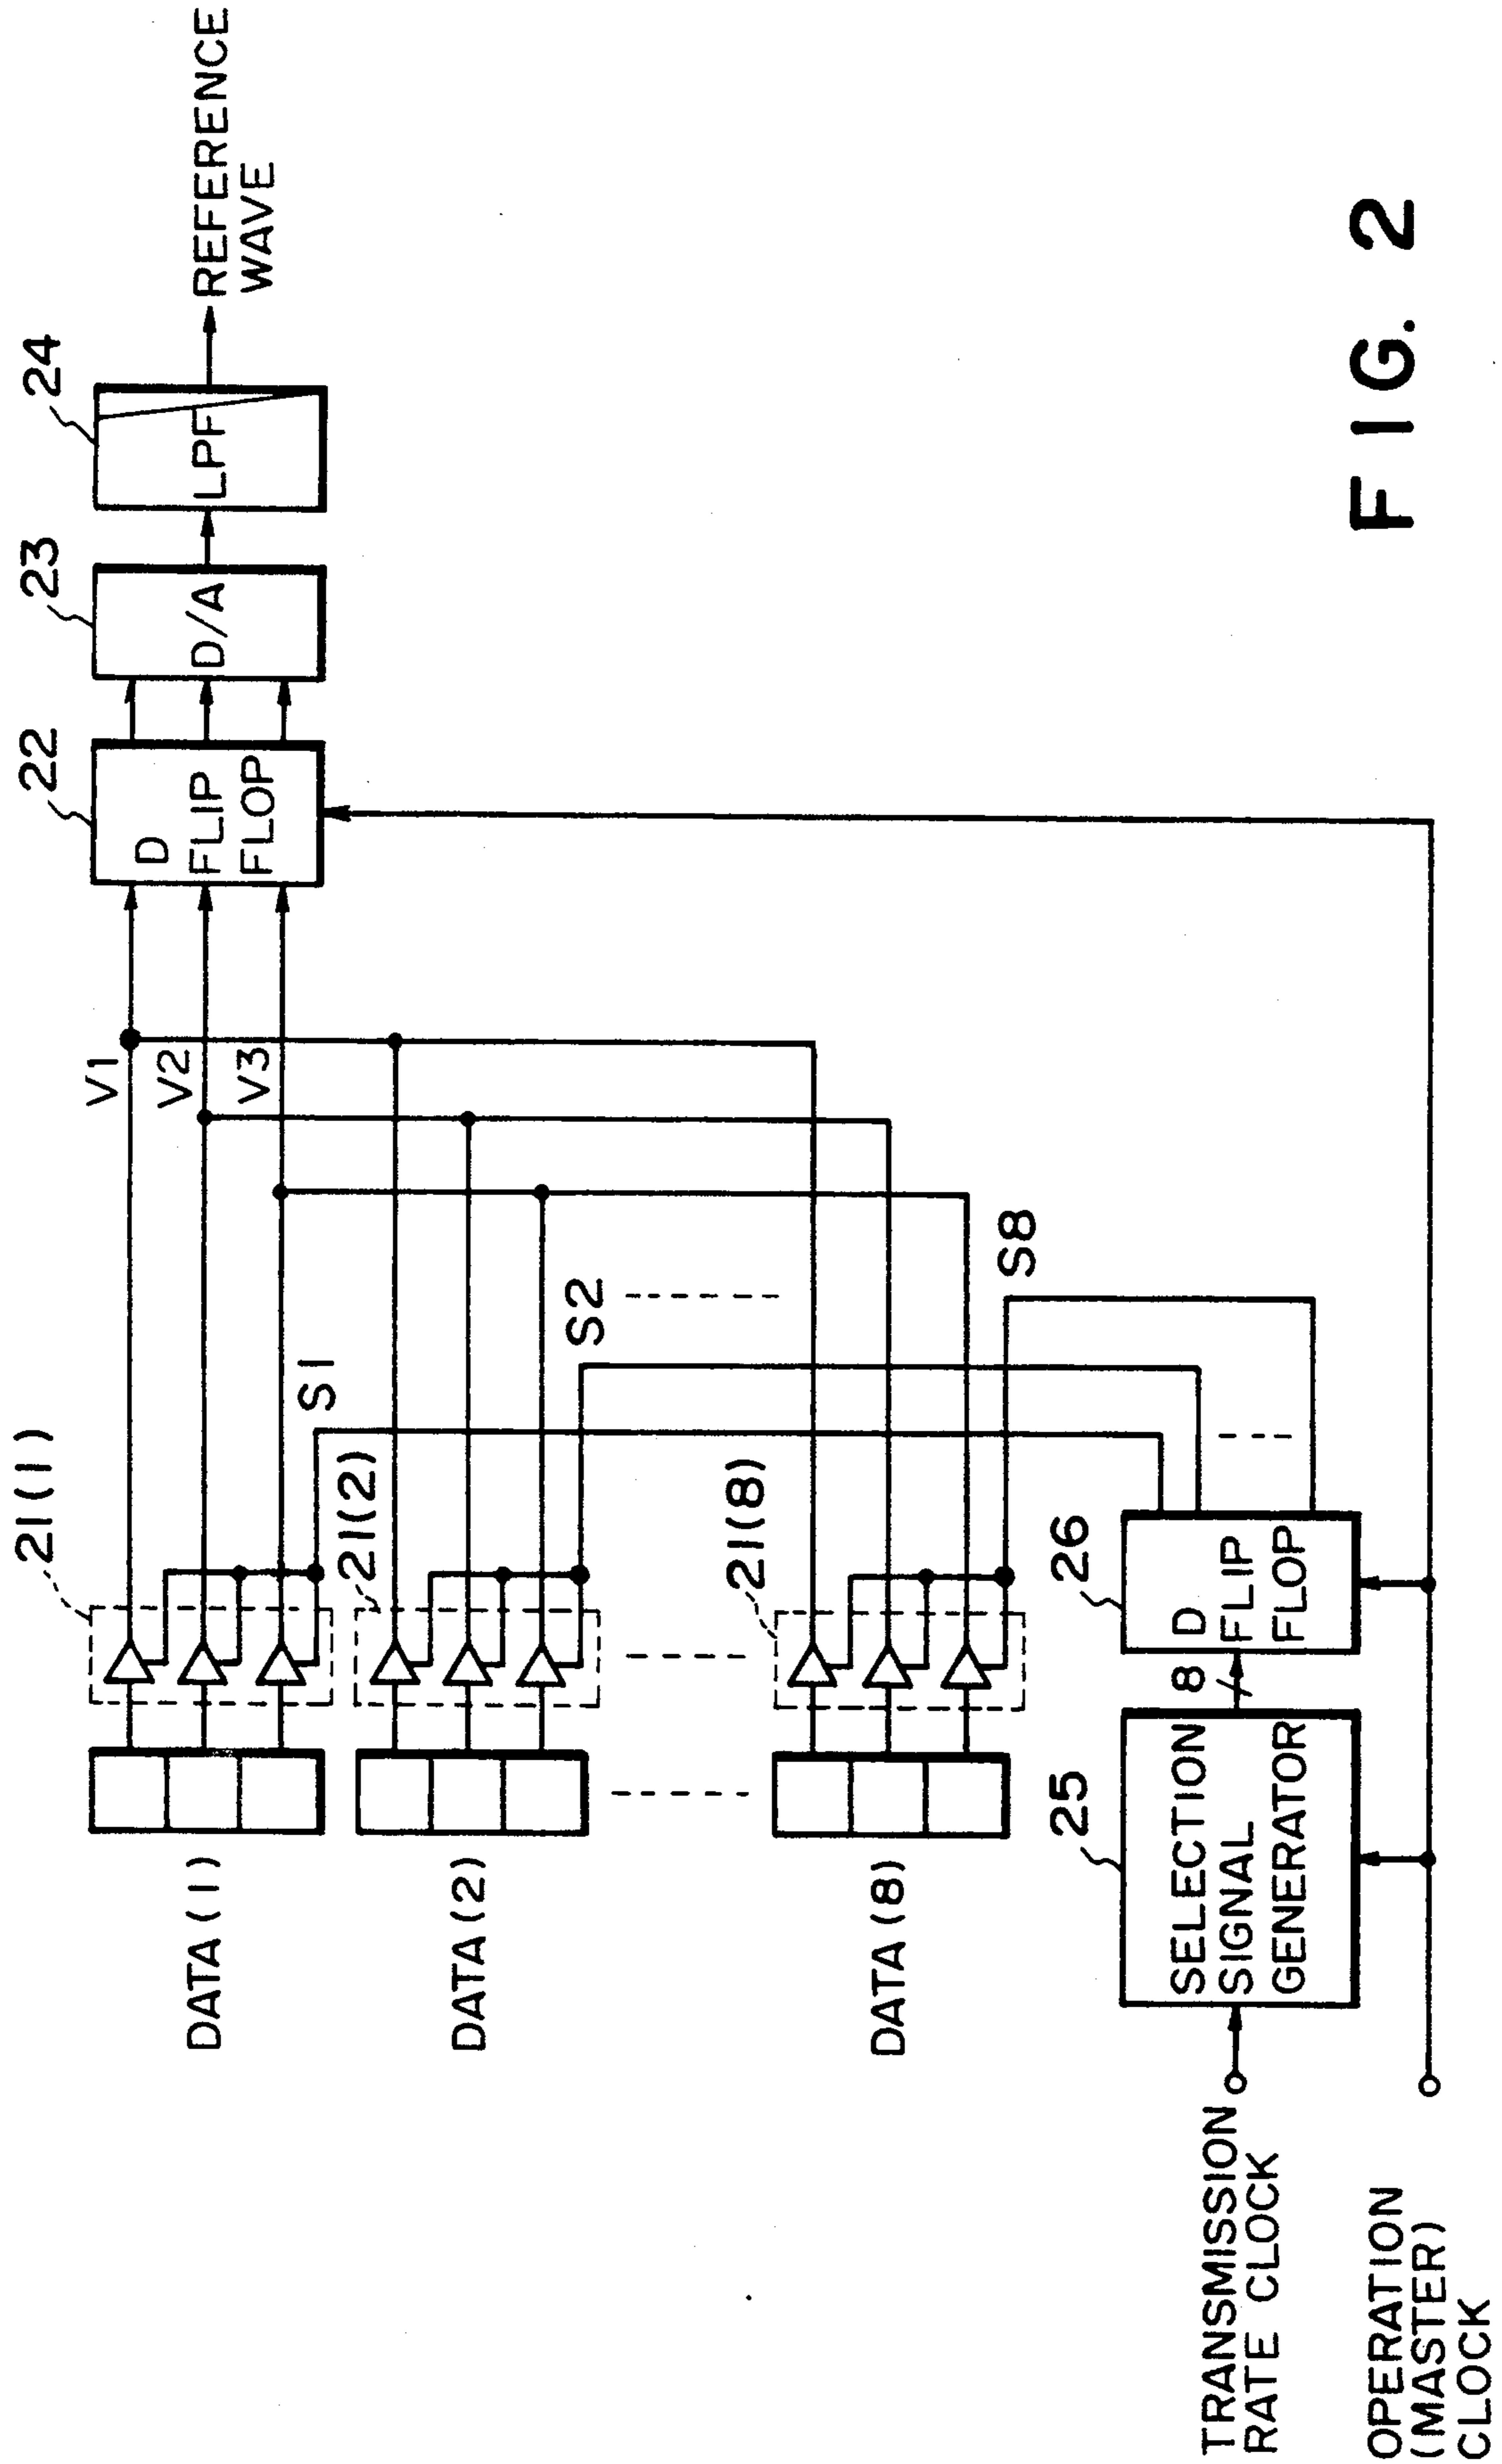 21(1)
V1
22
23
24
DATA(1)
V2
V3
D
FLIP
FLOP
D/A
LPF
REFERENCE
WAVE
S1
21(2)
DATA(2)
S2
21(8)
DATA(8)
S8
25
26
TRANSMISSION
RATE CLOCK
SELECTION
SIGNAL
GENERATOR
8
D
FLIP
FLOP
OPERATION
(MASTER)
CLOCK
FIG. 2